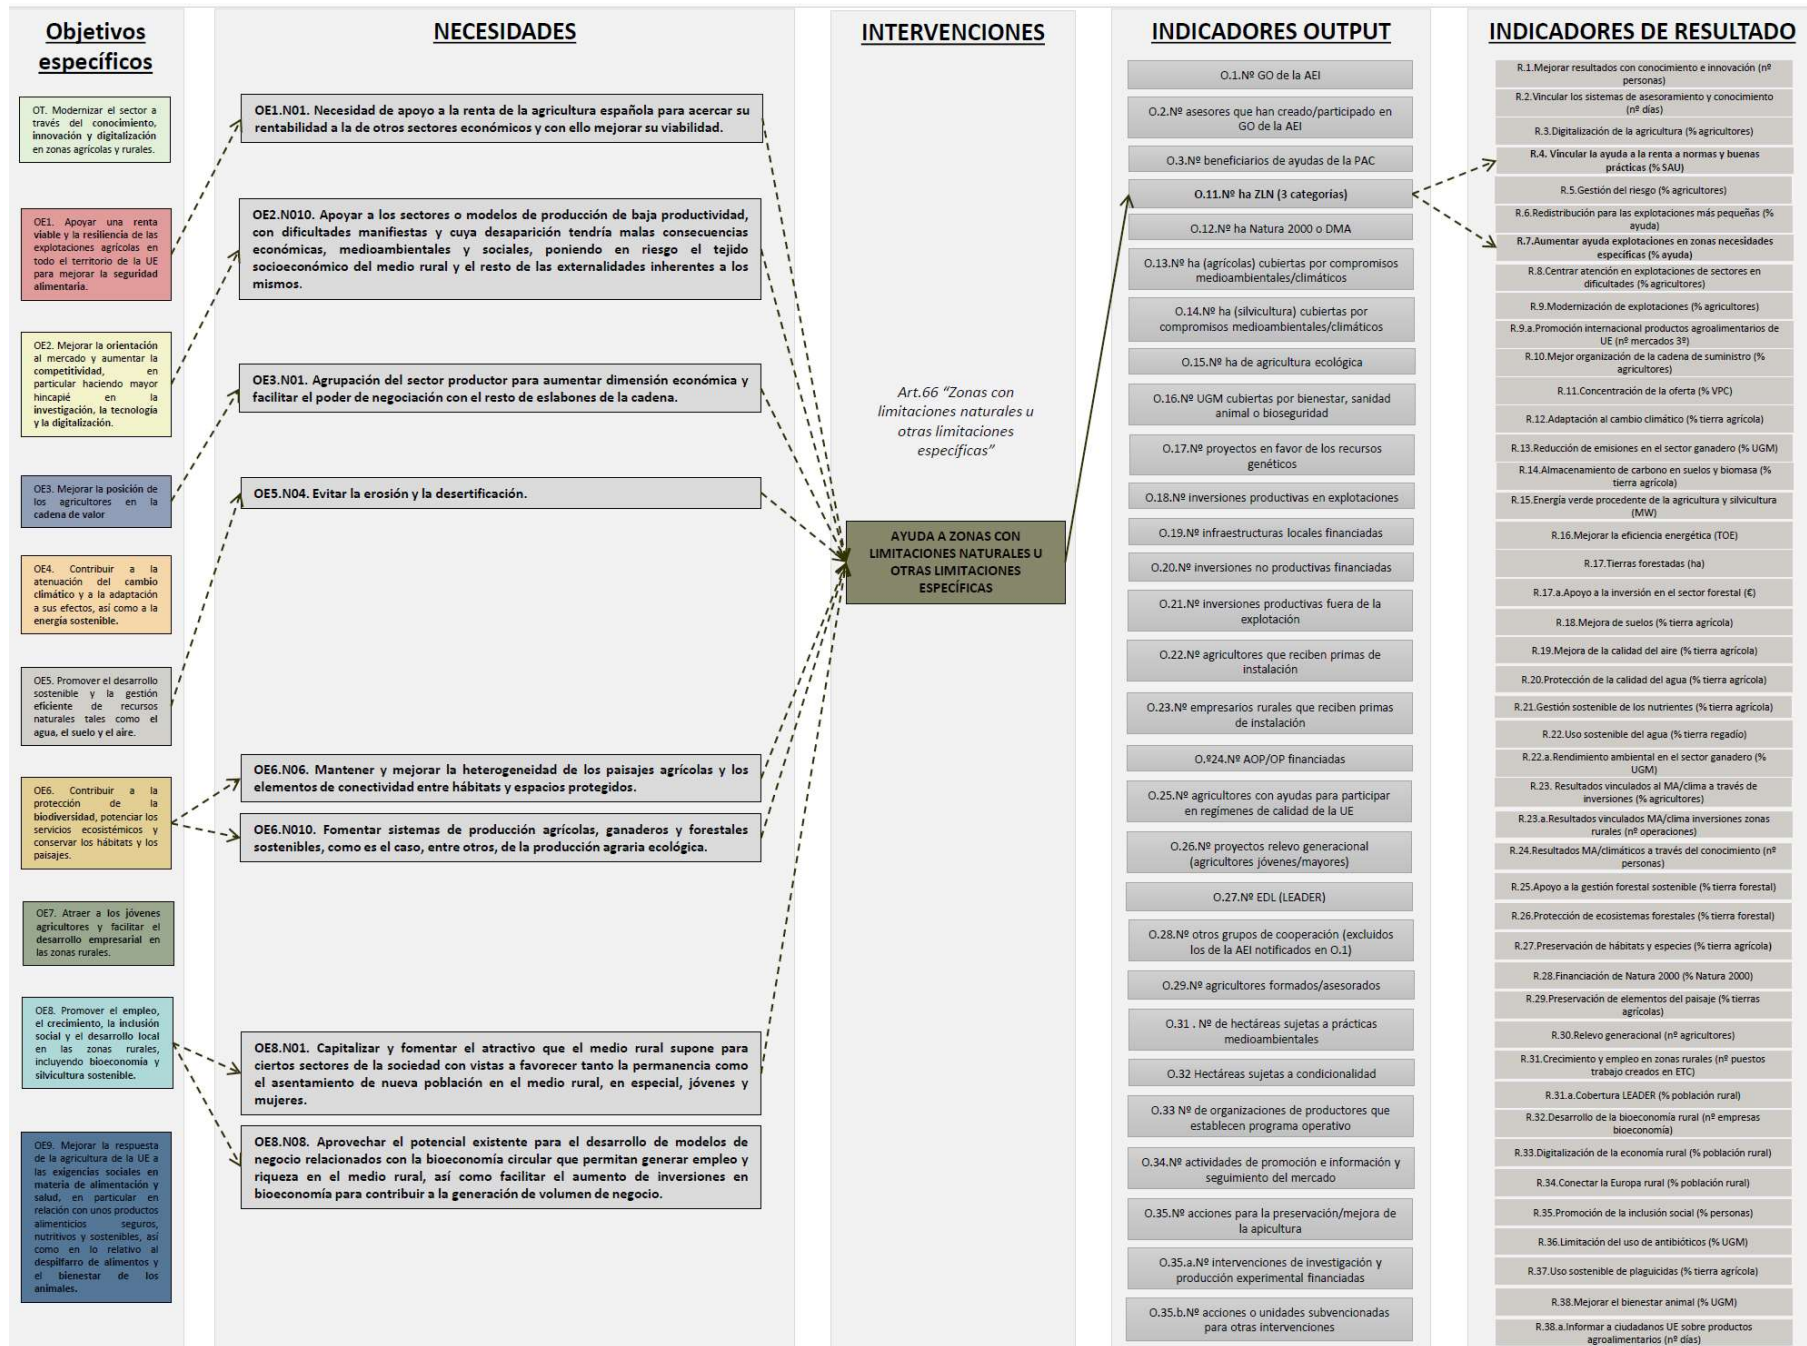 Objetivos
específicos
OT. Modernizar el sector a
través del conocimiento,
innovación y digitalización
en zonas agrícolas y rurales.
OE1. Apoyar una renta
viable y la resiliencia de las
explotaciones agrícolas en
todo el territorio de la UE
para mejorar la seguridad
alimentaria.
OE2. Mejorar la orientación
al mercado y aumentar la
competitividad, en
particular haciendo mayor
hincapié en la
investigación, la tecnología
y la digitalización.
OE3. Mejorar la posición de
los agricultores en la
cadena de valor
OE4. Contribuir a la
atenuación del cambio
climático y a la adaptación
a sus efectos, así como a la
energía sostenible.
OE5. Promover el desarrollo
sostenible y la gestión
eficiente de recursos
naturales tales como el
agua, el suelo y el aire.
OE6. Contribuir a la
protección de la
biodiversidad, potenciar los
servicios ecosistémicos y
conservar los hábitats y los
paisajes.
OE7. Atraer a los jóvenes
agricultores y facilitar el
desarrollo empresarial en
las zonas rurales.
OE8. Promover el empleo,
el crecimiento, la inclusión
social y el desarrollo local
en las zonas rurales,
incluyendo bioeconomía y
silvicultura sostenible.
OE9. Mejorar la respuesta
de la agricultura de la UE a
las exigencias sociales en
materia de alimentación y
salud, en particular en
relación con unos productos
alimenticios seguros,
nutritivos y sostenibles, así
como en lo relativo al
despilfarro de alimentos y
el bienestar de los
animales.
NECESIDADES
OE1.N01. Necesidad de apoyo a la renta de la agricultura española para acercar su
rentabilidad a la de otros sectores económicos y con ello mejorar su viabilidad.
OE2.N010. Apoyar a los sectores o modelos de producción de baja productividad,
con dificultades manifiestas y cuya desaparición tendría malas consecuencias
económicas, medioambientales y sociales, poniendo en riesgo el tejido
socioeconómico del medio rural y el resto de las externalidades inherentes a los
mismos.
OE3.N01. Agrupación del sector productor para aumentar dimensión económica y
facilitar el poder de negociación con el resto de eslabones de la cadena.
OE5.N04. Evitar la erosión y la desertificación.
OE6.N06. Mantener y mejorar la heterogeneidad de los paisajes agrícolas y los
elementos de conectividad entre hábitats y espacios protegidos.
OE6.N010. Fomentar sistemas de producción agrícolas, ganaderos y forestales
sostenibles, como es el caso, entre otros, de la producción agraria ecológica.
OE8.N01. Capitalizar y fomentar el atractivo que el medio rural supone para
ciertos sectores de la sociedad con vistas a favorecer tanto la permanencia como
el asentamiento de nueva población en el medio rural, en especial, jóvenes y
mujeres.
OE8.N08. Aprovechar el potencial existente para el desarrollo de modelos de
negocio relacionados con la bioeconomía circular que permitan generar empleo y
riqueza en el medio rural, así como facilitar el aumento de inversiones en
bioeconomía para contribuir a la generación de volumen de negocio.
INTERVENCIONES
Art.66 “Zonas con
limitaciones naturales u
otras limitaciones
específicas”
AYUDA A ZONAS CON
LIMITACIONES NATURALES U
OTRAS LIMITACIONES
ESPECÍFICAS
INDICADORES OUTPUT
O.1.Nº GO de la AEI
O.2.Nº asesores que han creado/participado en
GO de la AEI
O.3.Nº beneficiarios de ayudas de la PAC
O.11.Nº ha ZLN (3 categorías)
O.12.Nº ha Natura 2000 o DMA
O.13.Nº ha (agrícolas) cubiertas por compromisos
medioambientales/climáticos
O.14.Nº ha (silvicultura) cubiertas por
compromisos medioambientales/climáticos
O.15.Nº ha de agricultura ecológica
O.16.Nº UGM cubiertas por bienestar, sanidad
animal o bioseguridad
O.17.Nº proyectos en favor de los recursos
genéticos
O.18.Nº inversiones productivas en explotaciones
O.19.Nº infraestructuras locales financiadas
O.20.Nº inversiones no productivas financiadas
O.21.Nº inversiones productivas fuera de la
explotación
O.22.Nº agricultores que reciben primas de
instalación
O.23.Nº empresarios rurales que reciben primas
de instalación
O.º24.Nº AOP/OP financiadas
O.25.Nº agricultores con ayudas para participar
en regímenes de calidad de la UE
O.26.Nº proyectos relevo generacional
(agricultores jóvenes/mayores)
O.27.Nº EDL (LEADER)
O.28.Nº otros grupos de cooperación (excluidos
los de la AEI notificados en O.1)
O.29.Nº agricultores formados/asesorados
O.31 . Nº de hectáreas sujetas a prácticas
medioambientales
O.32 Hectáreas sujetas a condicionalidad
O.33 Nº de organizaciones de productores que
establecen programa operativo
O.34.Nº actividades de promoción e información y
seguimiento del mercado
O.35.Nº acciones para la preservación/mejora de
la apicultura
O.35.a.Nº intervenciones de investigación y
producción experimental financiadas
O.35.b.Nº acciones o unidades subvencionadas
para otras intervenciones
INDICADORES DE RESULTADO
R.1.Mejorar resultados con conocimiento e innovación (nº
personas)
R.2.Vincular los sistemas de asesoramiento y conocimiento
(nº días)
R.3.Digitalización de la agricultura (% agricultores)
R.4. Vincular la ayuda a la renta a normas y buenas
prácticas (% SAU)
R.5.Gestión del riesgo (% agricultores)
R.6.Redistribución para las explotaciones más pequeñas (%
ayuda)
R.7.Aumentar ayuda explotaciones en zonas necesidades
específicas (% ayuda)
R.8.Centrar atención en explotaciones de sectores en
dificultades (% agricultores)
R.9.Modernización de explotaciones (% agricultores)
R.9.a.Promoción internacional productos agroalimentarios de
UE (nº mercados 3º)
R.10.Mejor organización de la cadena de suministro (%
agricultores)
R.11.Concentración de la oferta (% VPC)
R.12.Adaptación al cambio climático (% tierra agrícola)
R.13.Reducción de emisiones en el sector ganadero (% UGM)
R.14.Almacenamiento de carbono en suelos y biomasa (%
tierra agrícola)
R.15.Energía verde procedente de la agricultura y silvicultura
(MW)
R.16.Mejorar la eficiencia energética (TOE)
R.17.Tierras forestadas (ha)
R.17.a.Apoyo a la inversión en el sector forestal (€)
R.18.Mejora de suelos (% tierra agrícola)
R.19.Mejora de la calidad del aire (% tierra agrícola)
R.20.Protección de la calidad del agua (% tierra agrícola)
R.21.Gestión sostenible de los nutrientes (% tierra agrícola)
R.22.Uso sostenible del agua (% tierra regadío)
R.22.a.Rendimiento ambiental en el sector ganadero (%
UGM)
R.23. Resultados vinculados al MA/clima a través de
inversiones (% agricultores)
R.23.a.Resultados vinculados MA/clima inversiones zonas
rurales (nº operaciones)
R.24.Resultados MA/climáticos a través del conocimiento (nº
personas)
R.25.Apoyo a la gestión forestal sostenible (% tierra forestal)
R.26.Protección de ecosistemas forestales (% tierra forestal)
R.27.Preservación de hábitats y especies (% tierra agrícola)
R.28.Financiación de Natura 2000 (% Natura 2000)
R.29.Preservación de elementos del paisaje (% tierras
agrícolas)
R.30.Relevo generacional (nº agricultores)
R.31.Crecimiento y empleo en zonas rurales (nº puestos
trabajo creados en ETC)
R.31.a.Cobertura LEADER (% población rural)
R.32.Desarrollo de la bioeconomía rural (nº empresas
bioeconomía)
R.33.Digitalización de la economía rural (% población rural)
R.34.Conectar la Europa rural (% población rural)
R.35.Promoción de la inclusión social (% personas)
R.36.Limitación del uso de antibióticos (% UGM)
R.37.Uso sostenible de plaguicidas (% tierra agrícola)
R.38.Mejorar el bienestar animal (% UGM)
R.38.a.Informar a ciudadanos UE sobre productos
agroalimentarios (nº días)